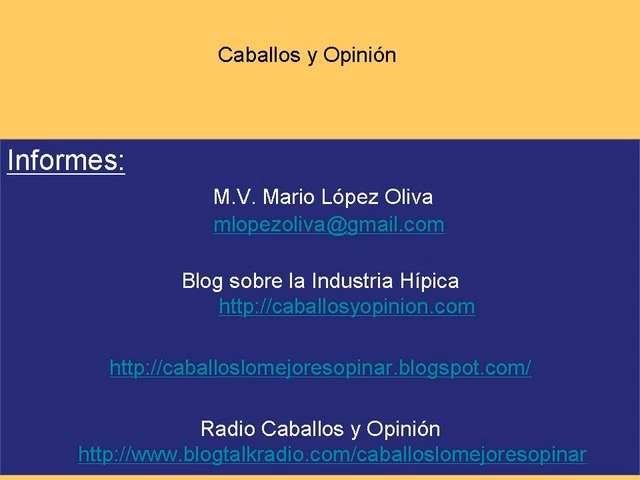 Caballos y Opinión
Informes:
M.V. Mario López Oliva
mlopezoliva@gmail.com
Blog sobre la Industria Hípica
http://caballosyopinion.com
http://caballoslomejoresopinar.blogspot.com/
Radio Caballos y Opinión
http://www.blogtalkradio.com/caballoslomejoresopinar